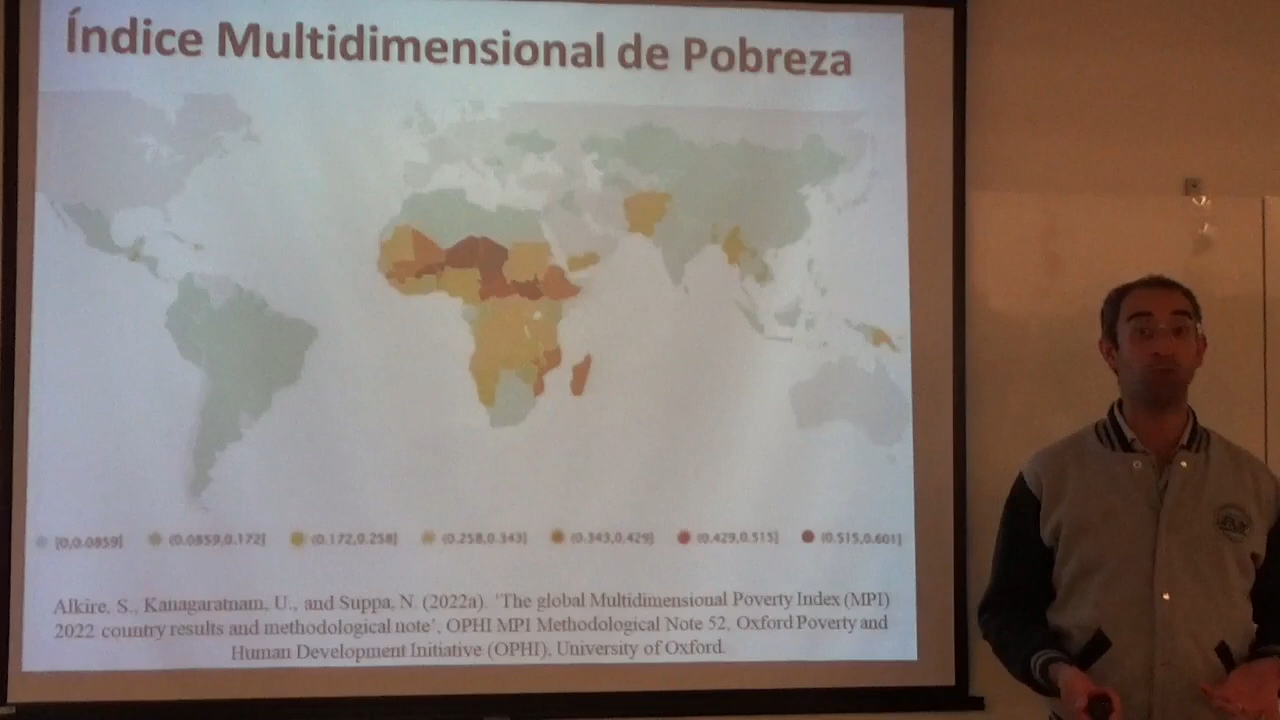 Índice Multidimensional de Pobreza
[0,0.0859] (0.0859,0.172] (0.172,0.258] (0.258,0.343] (0.343,0.429] (0.429,0.515] (0.515,0.601]
Alkire, S., Kanagaratnam, U., and Suppa, N. (2022a). 'The global Multidimensional Poverty Index (MPI)
2022 country results and methodological note', OPHI MPI Methodological Note 52, Oxford Poverty and
Human Development Initiative (OPHI), University of Oxford.